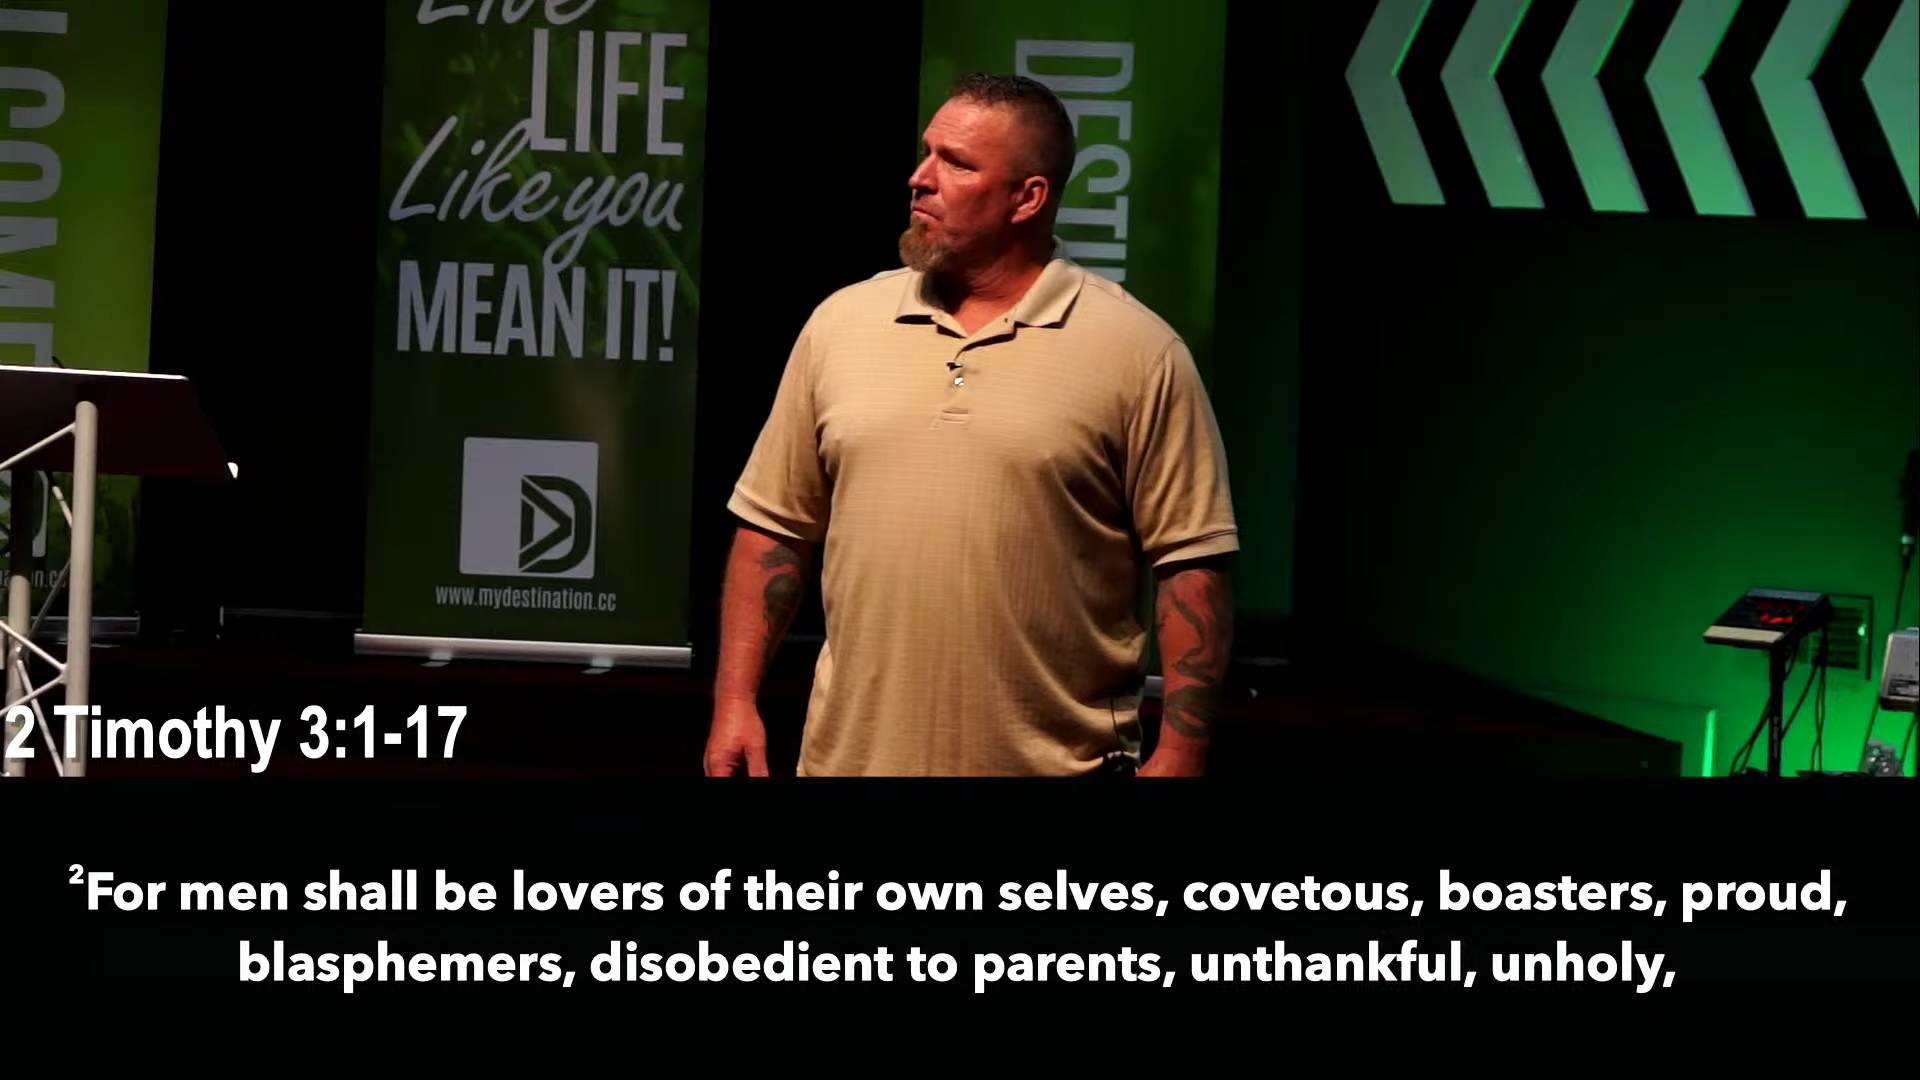 Live
LIFE
Like you
MEAN IT!
D
www.mydestination.cc
2 Timothy 3:1-17
²For men shall be lovers of their own selves, covetous, boasters, proud,
blasphemers, disobedient to parents, unthankful, unholy,